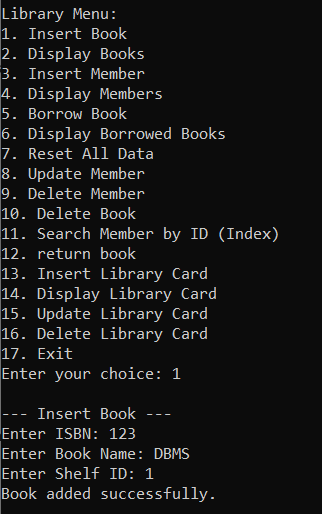 Library Menu:
1. Insert Book
2. Display Books
3. Insert Member
4. Display Members
5. Borrow Book
6. Display Borrowed Books
7. Reset All Data
8. Update Member
9. Delete Member
10. Delete Book
11. Search Member by ID (Index)
12. return book
13. Insert Library Card
14. Display Library Card
15. Update Library Card
16. Delete Library Card
17. Exit
Enter your choice: 1

--- Insert Book ---
Enter ISBN: 123
Enter Book Name: DBMS
Enter Shelf ID: 1
Book added successfully.